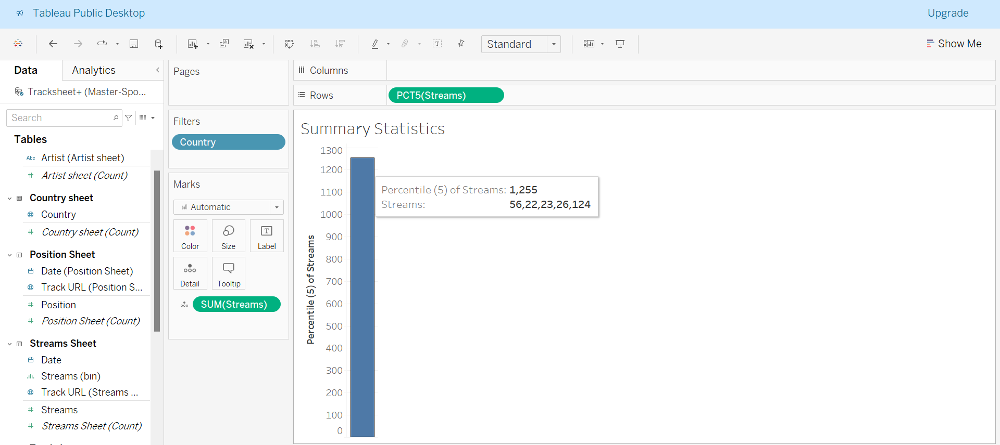 Tableau Public Desktop
Upgrade
Standard
Show Me
Data
Analytics
Tracksheet+ (Master-Spo...
Search
Tables
Abc Artist (Artist sheet)
Artist sheet (Count)
Country sheet
Country
Country sheet (Count)
Position Sheet
Date (Position Sheet)
Track URL (Position S...
Position
Position Sheet (Count)
Streams Sheet
Date
Streams (bin)
Track URL (Streams ...
Streams
Streams Sheet (Count)
Pages
Filters
Country
Marks
Automatic
Color
Size
Label
Detail
Tooltip
SUM(Streams)
Columns
Rows
PCT5(Streams)
Summary Statistics
Percentile (5) of Streams
1300
1200
1100
1000
900
800
700
600
500
400
300
200
100
0
Percentile (5) of Streams: 1,255
Streams: 56,22,23,26,124